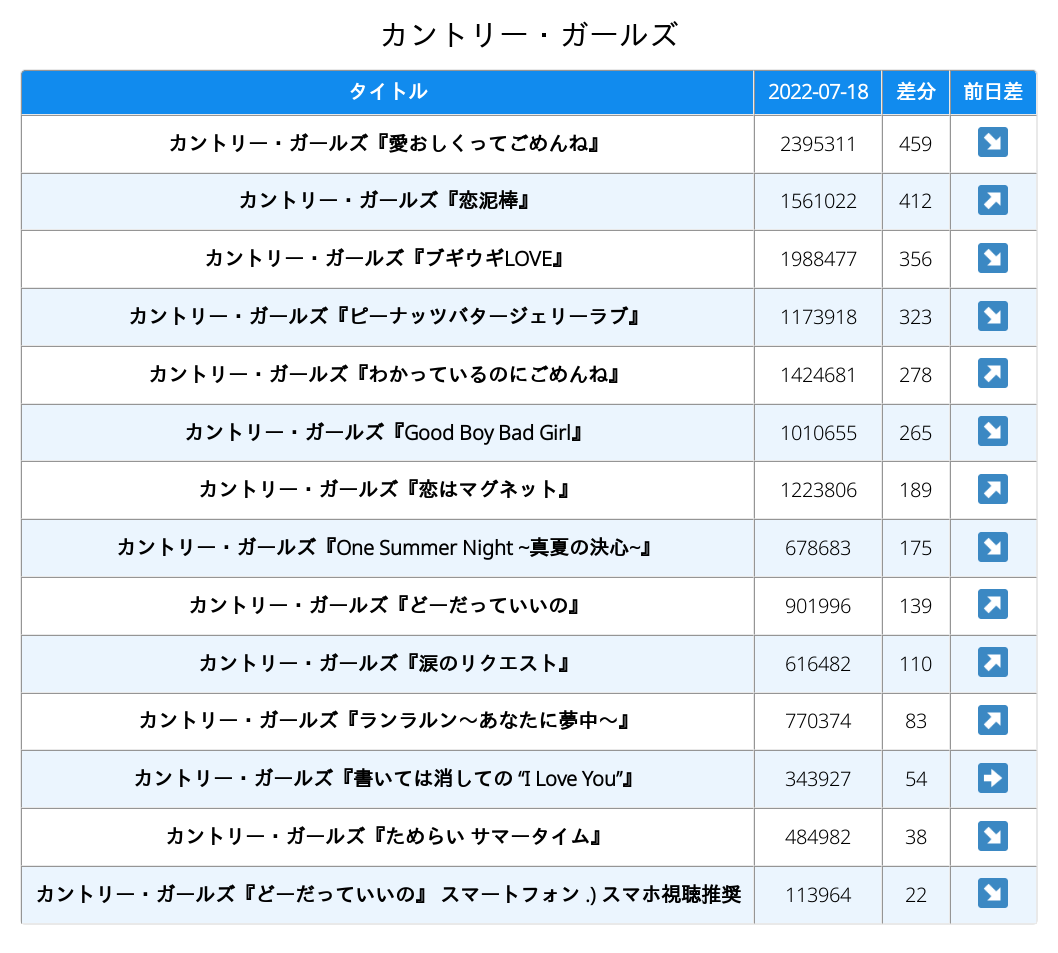 カントリー・ガールズ
タイトル 2022-07-18 差分 前日差
カントリー・ガールズ『愛おしくってごめんね』 2395311 459 ↘
カントリー・ガールズ『恋泥棒』 1561022 412 ↗
カントリー・ガールズ『ブギウギLOVE』 1988477 356 ↘
カントリー・ガールズ『ピーナッツバタージェリーラブ』 1173918 323 ↘
カントリー・ガールズ『わかっているのにごめんね』 1424681 278 ↗
カントリー・ガールズ『Good Boy Bad Girl』 1010655 265 ↘
カントリー・ガールズ『恋はマグネット』 1223806 189 ↗
カントリー・ガールズ『One Summer Night ~真夏の決心~』 678683 175 ↘
カントリー・ガールズ『どーだっていいの』 901996 139 ↗
カントリー・ガールズ『涙のリクエスト』 616482 110 ↗
カントリー・ガールズ『ランラルン～あなたに夢中～』 770374 83 ↗
カントリー・ガールズ『書いては消しての “I Love You”』 343927 54 ➡
カントリー・ガールズ『ためらい サマータイム』 484982 38 ↘
カントリー・ガールズ『どーだっていいの』 スマートフォン .) スマホ視聴推奨 113964 22 ↘